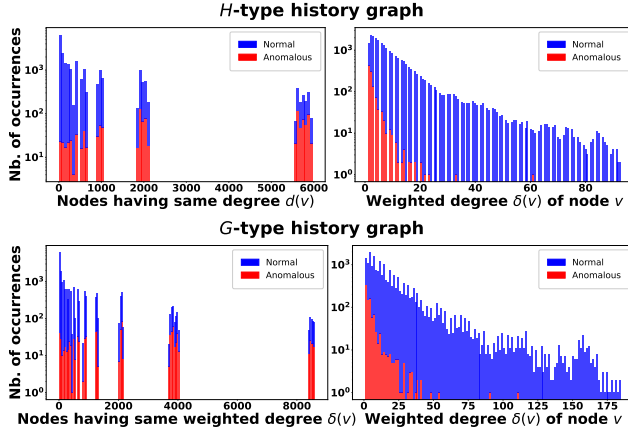 H-type history graph
Nb. of occurrences
10³
10²
10¹
Normal
Anomalous
0 1000 2000 3000 4000 5000 6000
Nodes having same degree d(v)
10³
10²
10¹
10⁰
Normal
Anomalous
0 20 40 60 80
Weighted degree δ(v) of node v
G-type history graph
Nb. of occurrences
10³
10²
10¹
10⁰
Normal
Anomalous
0 2000 4000 6000 8000
Nodes having same weighted degree δ(v)
10³
10²
10¹
10⁰
Normal
Anomalous
0 25 50 75 100 125 150 175
Weighted degree δ(v) of node v